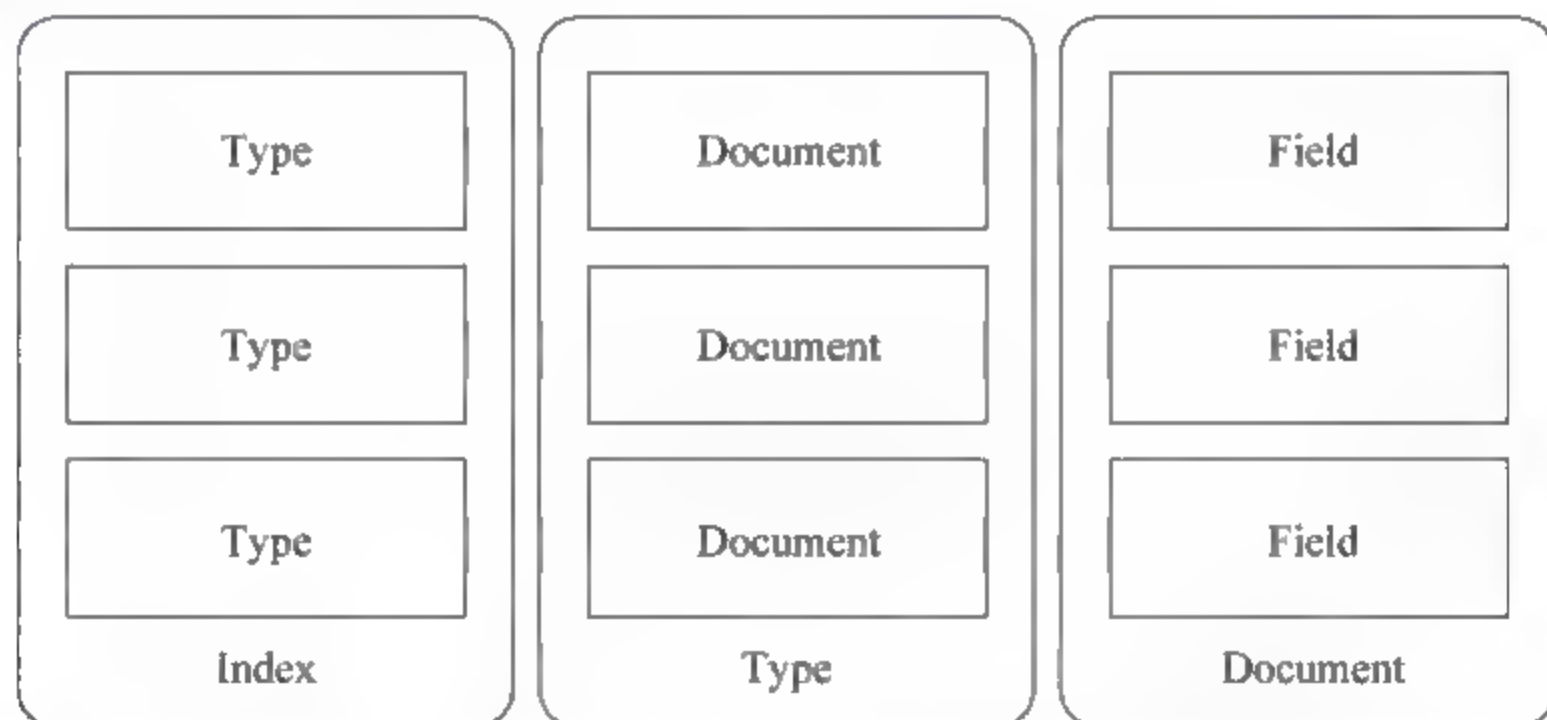 Type
Type
Type
Index
Document
Document
Document
Type
Field
Field
Field
Document